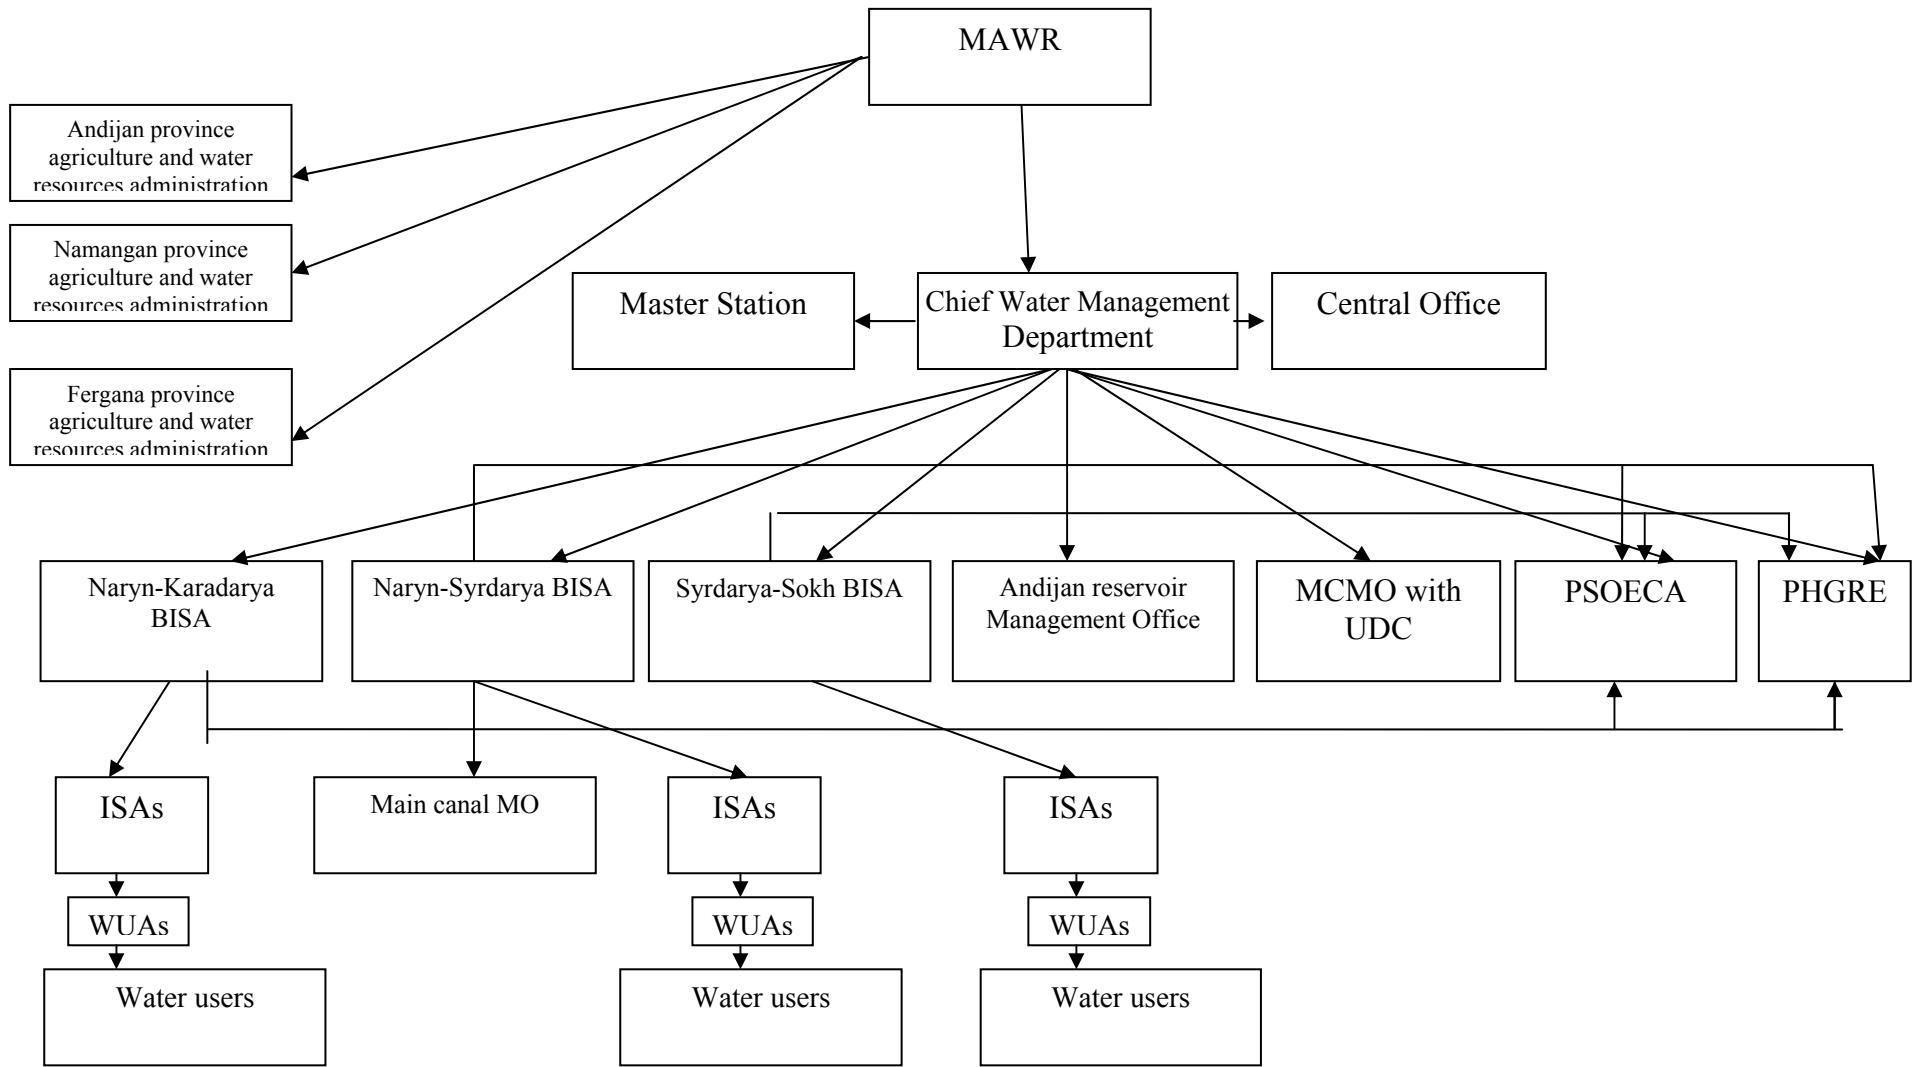 MAWR
Andijan province
agriculture and water
resources administration
Namangan province
agriculture and water
resources administration
Fergana province
agriculture and water
resources administration
Master Station
Chief Water Management
Department
Central Office
Naryn-Karadarya
BISA
Naryn-Syrdarya BISA
Syrdarya-Sokh BISA
Andijan reservoir
Management Office
MCMO with
UDC
PSOECA
PHGRE
ISAs
Main canal MO
ISAs
ISAs
WUAs
WUAs
WUAs
Water users
Water users
Water users